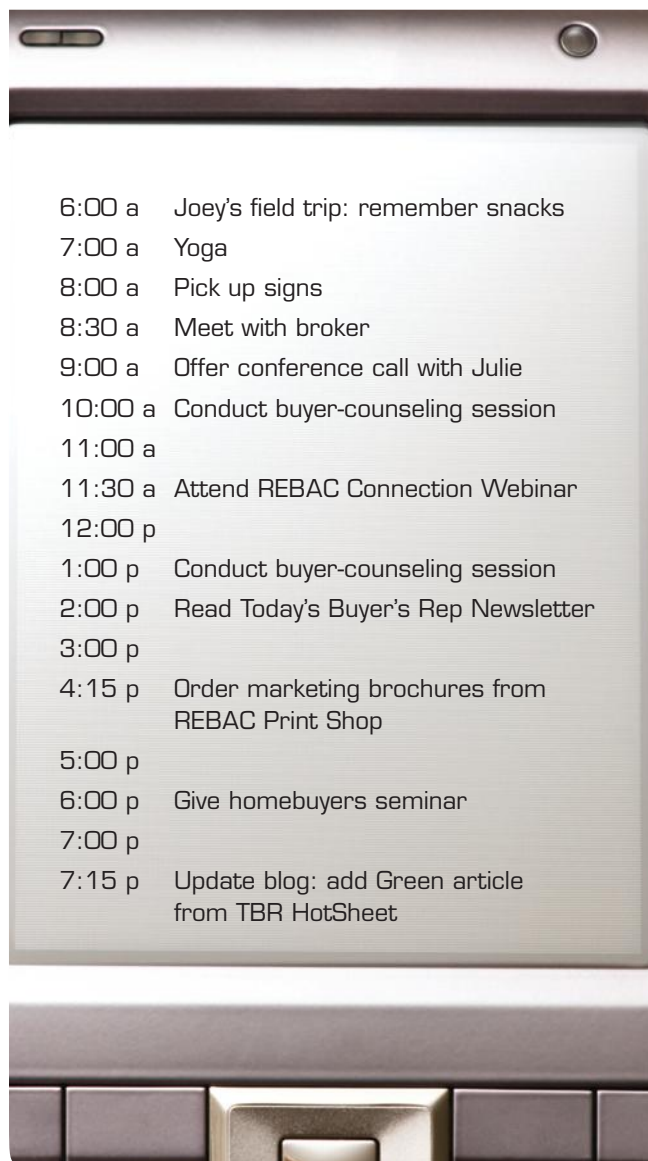 6:00 a Joey's field trip: remember snacks
7:00 a Yoga
8:00 a Pick up signs
8:30 a Meet with broker
9:00 a Offer conference call with Julie
10:00 a Conduct buyer-counseling session
11:00 a
11:30 a Attend REBAC Connection Webinar
12:00 p
1:00 p Conduct buyer-counseling session
2:00 p Read Today's Buyer's Rep Newsletter
3:00 p
4:15 p Order marketing brochures from
REBAC Print Shop
5:00 p
6:00 p Give homebuyers seminar
7:00 p
7:15 p Update blog: add Green article
from TBR HotSheet